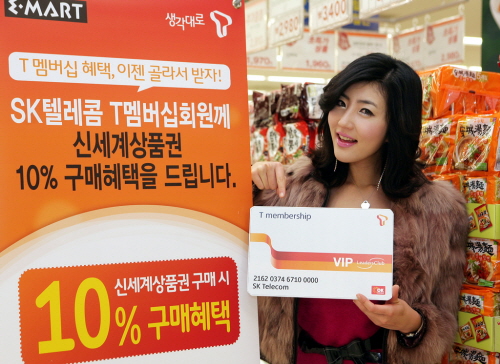 E·MART
생각대로 T
T 멤버십 혜택, 이젠 골라서 받자!
SK텔레콤 T멤버십회원께
신세계상품권
10% 구매혜택을 드립니다.
신세계상품권 구매 시
10% 구매혜택
T membership
VIP
2162 0374 6710 0000
SK Telecom
SK